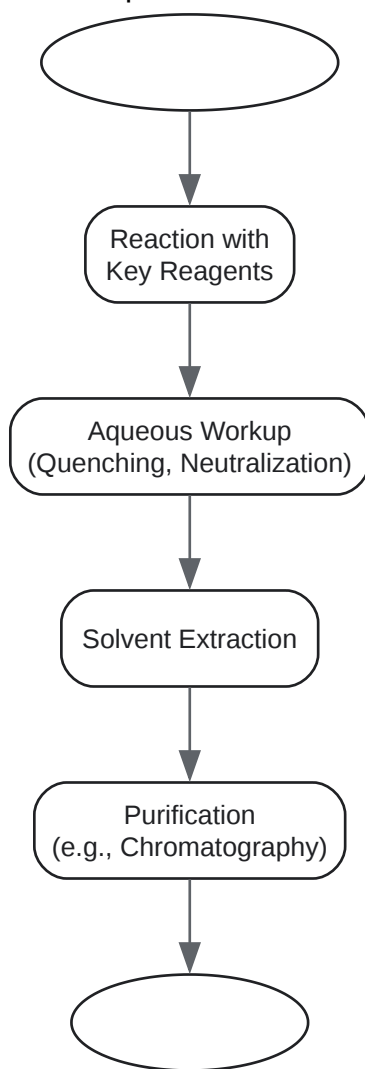 Reaction with
Key Reagents
Aqueous Workup
(Quenching, Neutralization)
Solvent Extraction
Purification
(e.g., Chromatography)